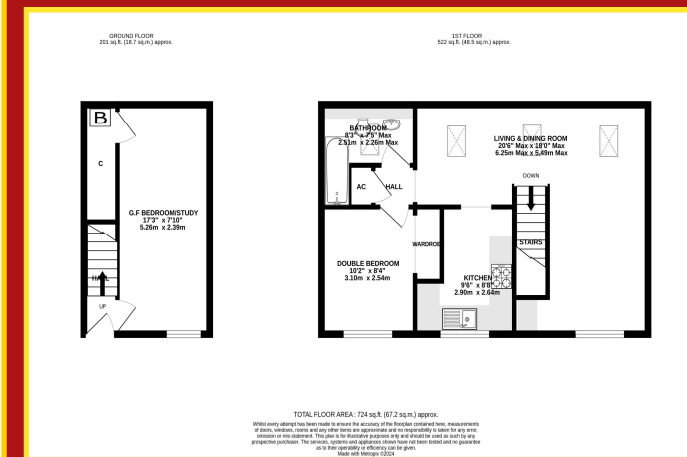 GROUND FLOOR
201 sq.ft. (18.7 sq.m.) approx.
1ST FLOOR
522 sq.ft. (48.5 sq.m.) approx.
B
C
G.F BEDROOM/STUDY
17'3" x 7'10"
5.26m x 2.39m
HALL
UP
BATHROOM
8'3" x 7'5" Max
2.51m x 2.26m Max
AC
HALL
LIVING & DINING ROOM
20'6" Max x 18'0" Max
6.25m Max x 5.49m Max
DOWN
STAIRS
WARDROBE
DOUBLE BEDROOM
10'2" x 8'4"
3.10m x 2.54m
KITCHEN
9'6" x 8'8"
2.90m x 2.64m
TOTAL FLOOR AREA : 724 sq.ft. (67.2 sq.m.) approx.
Whilst every attempt has been made to ensure the accuracy of the floorplan contained here, measurements
of doors, windows, rooms and any other items are approximate and no responsibility is taken for any error,
omission or mis-statement. This plan is for illustrative purposes only and should be used as such by any
prospective purchaser. The services, systems and appliances shown have not been tested and no guarantee
as to their operability or efficiency can be given.
Made with Metropix ©2024